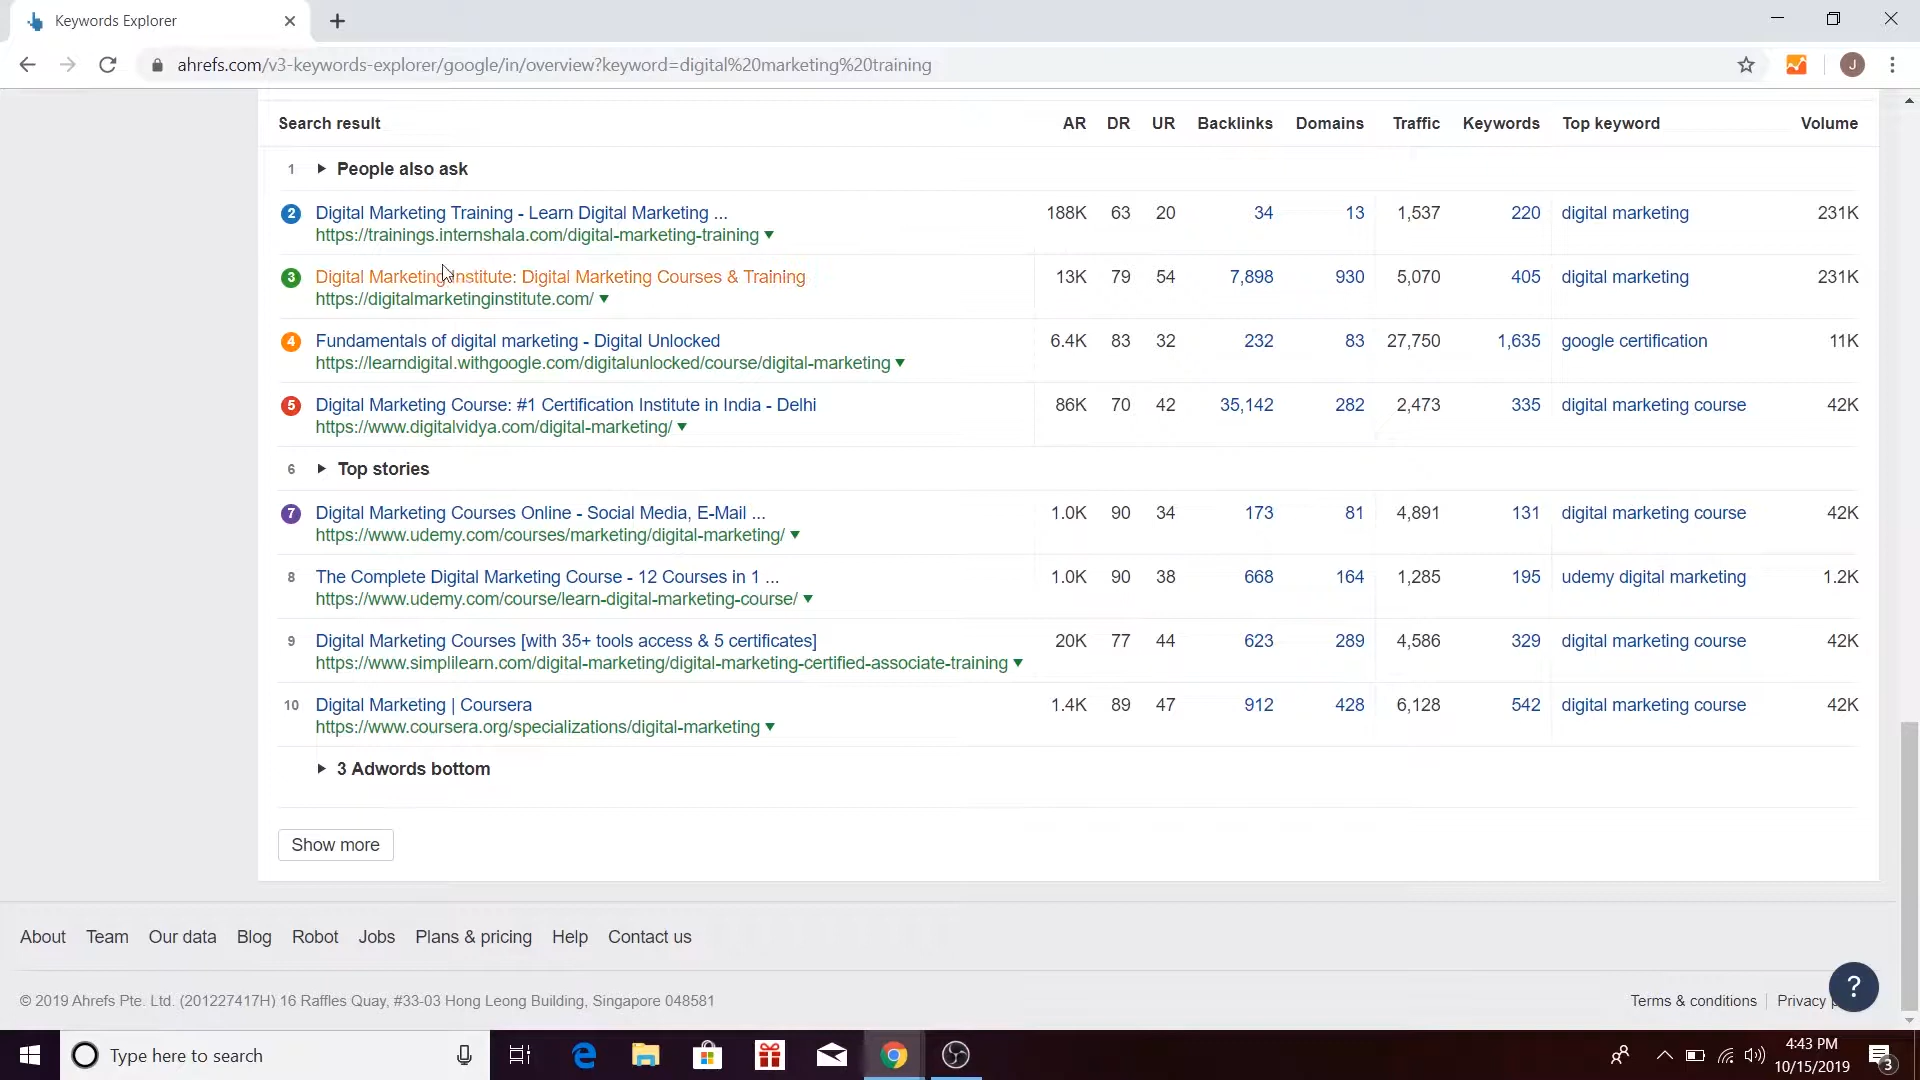 Keywords Explorer
ahrefs.com/v3-keywords-explorer/google/in/overview?keyword=digital%20marketing%20training
J
Search result AR DR UR Backlinks Domains Traffic Keywords Top keyword Volume
1 People also ask
2 Digital Marketing Training - Learn Digital Marketing ... 188K 63 20 34 13 1,537 220 digital marketing 231K
https://trainings.internshala.com/digital-marketing-training
3 Digital Marketing Institute: Digital Marketing Courses & Training 13K 79 54 7,898 930 5,070 405 digital marketing 231K
https://digitalmarketinginstitute.com/
4 Fundamentals of digital marketing - Digital Unlocked 6.4K 83 32 232 83 27,750 1,635 google certification 11K
https://learndigital.withgoogle.com/digitalunlocked/course/digital-marketing
5 Digital Marketing Course: #1 Certification Institute in India - Delhi 86K 70 42 35,142 282 2,473 335 digital marketing course 42K
https://www.digitalvidya.com/digital-marketing/
6 Top stories
7 Digital Marketing Courses Online - Social Media, E-Mail ... 1.0K 90 34 173 81 4,891 131 digital marketing course 42K
https://www.udemy.com/courses/marketing/digital-marketing/
8 The Complete Digital Marketing Course - 12 Courses in 1 ... 1.0K 90 38 668 164 1,285 195 udemy digital marketing 1.2K
https://www.udemy.com/course/learn-digital-marketing-course/
9 Digital Marketing Courses [with 35+ tools access & 5 certificates] 20K 77 44 623 289 4,586 329 digital marketing course 42K
https://www.simplilearn.com/digital-marketing/digital-marketing-certified-associate-training
10 Digital Marketing | Coursera 1.4K 89 47 912 428 6,128 542 digital marketing course 42K
https://www.coursera.org/specializations/digital-marketing
3 Adwords bottom
Show more
About Team Our data Blog Robot Jobs Plans & pricing Help Contact us
?
© 2019 Ahrefs Pte. Ltd. (201227417H) 16 Raffles Quay, #33-03 Hong Leong Building, Singapore 048581 Terms & conditions Privacy
Type here to search
4:43 PM
10/15/2019
3